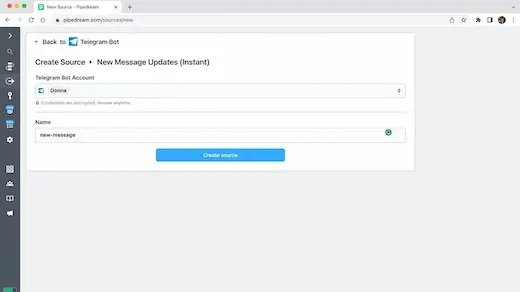 New Source - Pipedream
pipedream.com/sources/new
Back to Telegram Bot
Create Source New Message Updates (Instant)
Telegram Bot Account
Donna
Credentials are encrypted. Revoke anytime.
Name
new-message
Create source